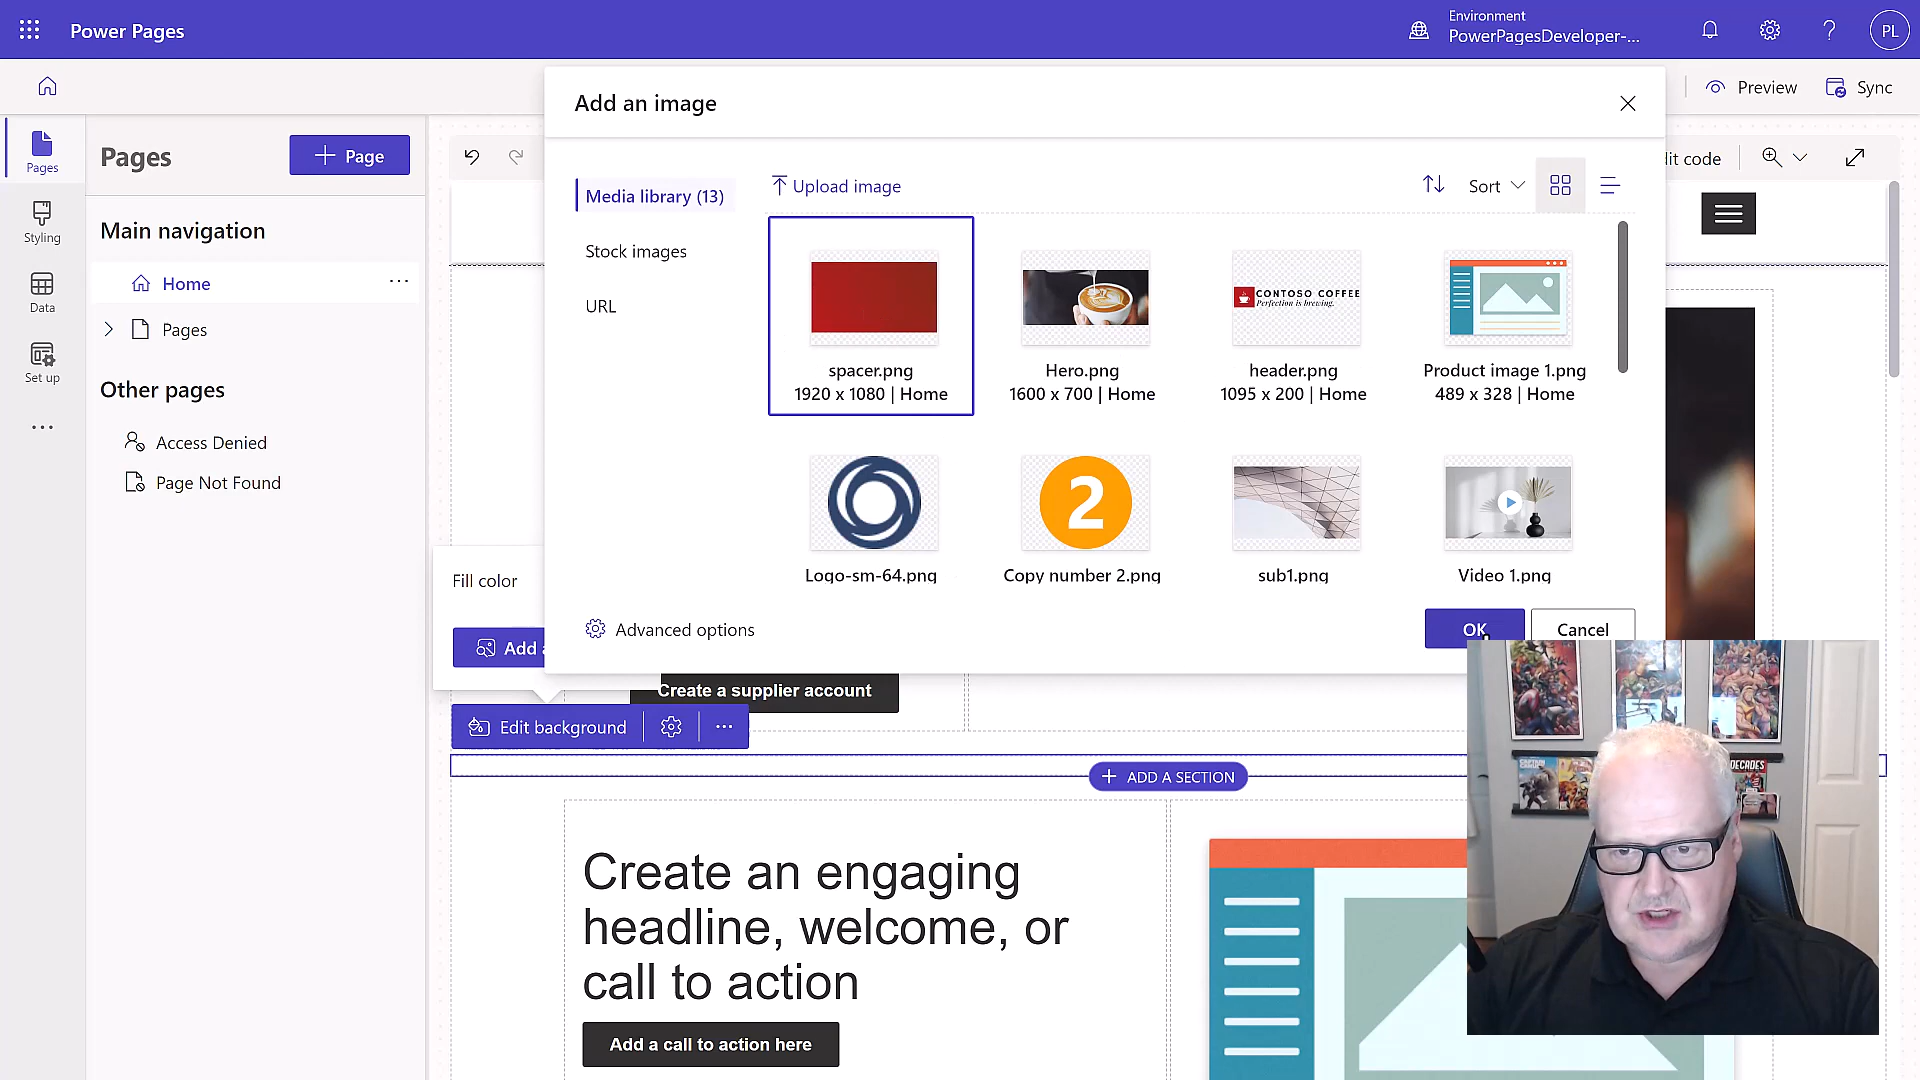 Power Pages
Environment
PowerPagesDeveloper-...
PL
Preview
Sync
Pages
Styling
Data
Set up
Pages
Page
Main navigation
Home
Pages
Other pages
Access Denied
Page Not Found
Add an image
Media library (13)
Stock images
URL
Upload image
Sort
spacer.png
1920 x 1080 | Home
Hero.png
1600 x 700 | Home
CONTOSO COFFEE
Perfection is brewing.
header.png
1095 x 200 | Home
Product image 1.png
489 x 328 | Home
Logo-sm-64.png
2
Copy number 2.png
sub1.png
Video 1.png
Advanced options
OK
Cancel
dit code
Fill color
Add a
Create a supplier account
Edit background
ADD A SECTION
Create an engaging
headline, welcome, or
call to action
Add a call to action here
DECADES